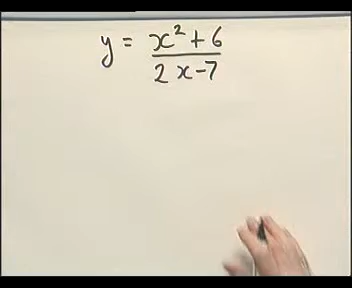 y = x² + 6
2x-7